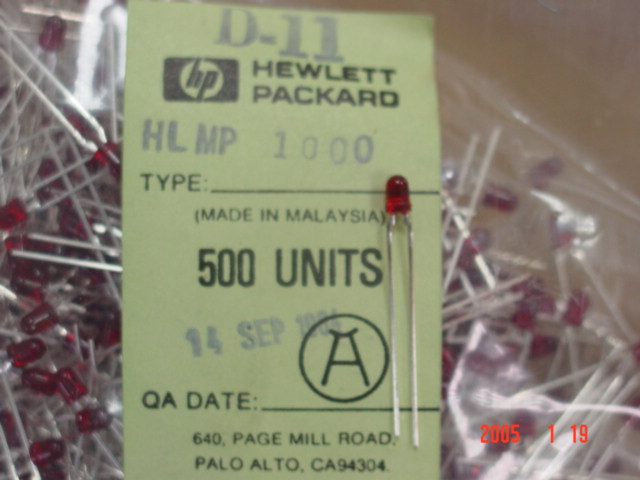 D-11
hp HEWLETT
PACKARD
HLMP 1000
TYPE:
(MADE IN MALAYSIA)
500 UNITS
14 SEP
A
QA DATE:
640, PAGE MILL ROAD,
PALO ALTO, CA94304.
2005 1 19